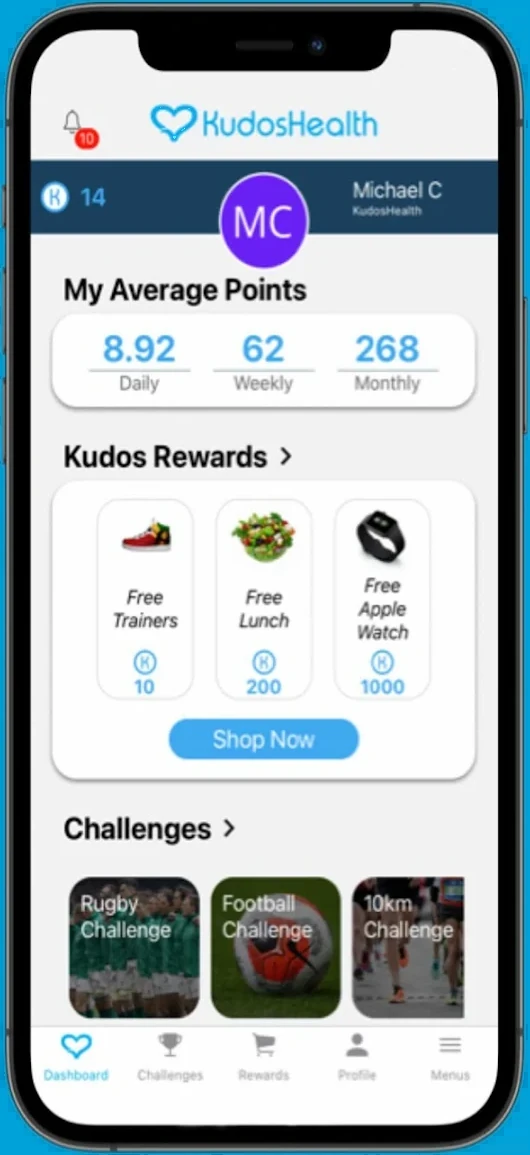 10
KudosHealth
K 14
MC
Michael C
KudosHealth
My Average Points
8.92
62
268
Daily
Weekly
Monthly
Kudos Rewards >
Free
Trainers
K
10
Free
Lunch
K
200
Free
Apple
Watch
K
1000
Shop Now
Challenges >
Rugby
Challenge
Football
Challenge
10km
Challenge
Dashboard
Challenges
Rewards
Profile
Menus